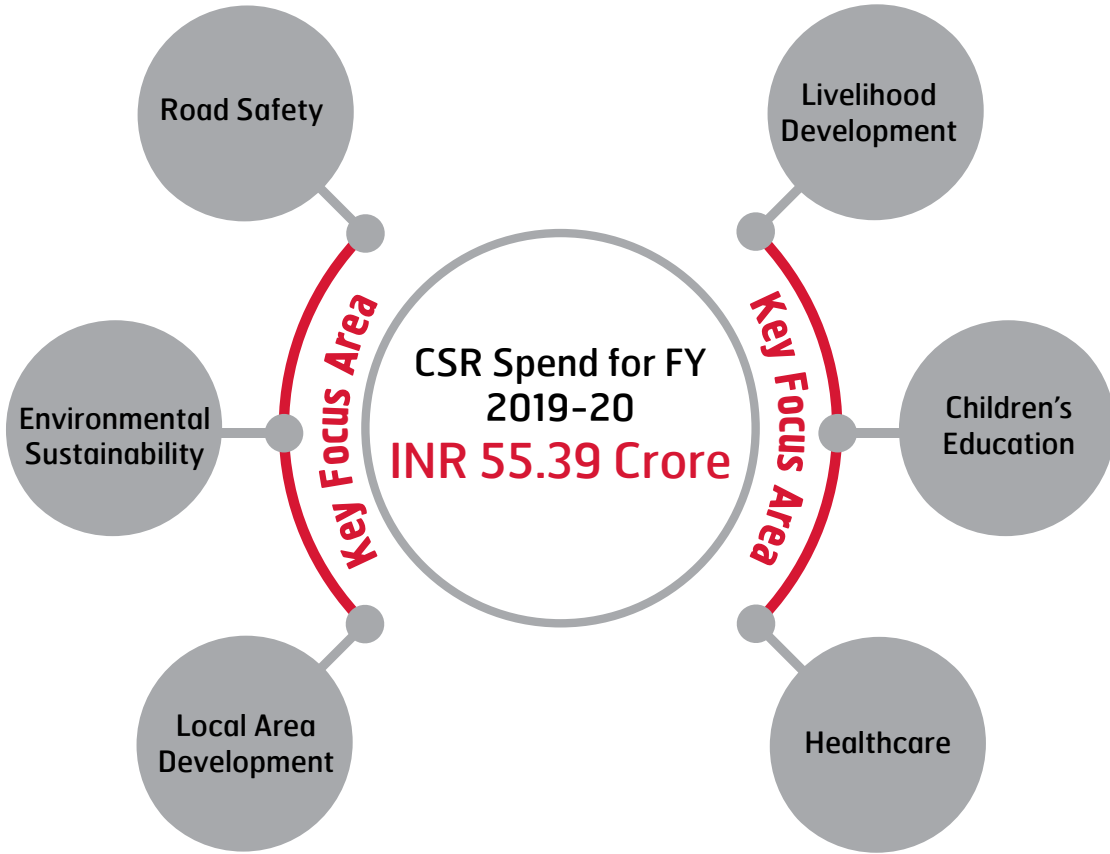 Road Safety
Livelihood
Development
Key Focus Area
Key Focus Area
CSR Spend for FY
2019-20
INR 55.39 Crore
Environmental
Sustainability
Children's
Education
Local Area
Development
Healthcare